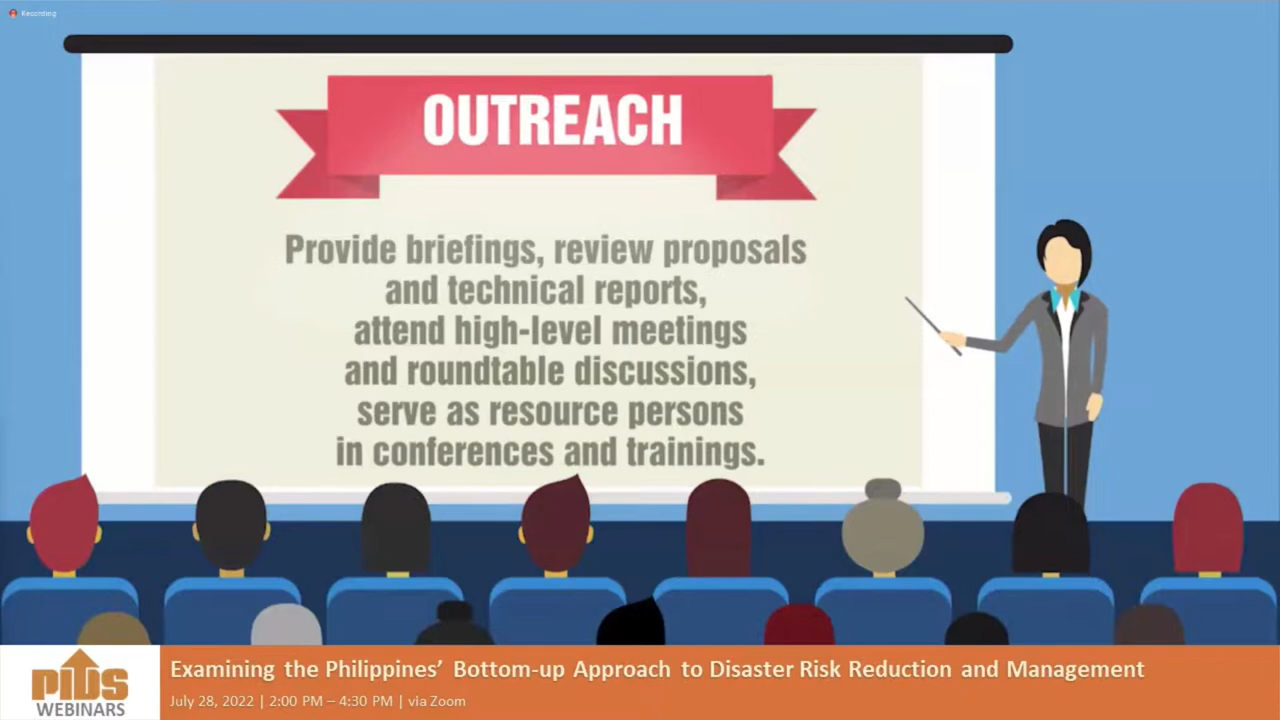 Recording
OUTREACH
Provide briefings, review proposals
and technical reports,
attend high-level meetings
and roundtable discussions,
serve as resource persons
in conferences and trainings.
PIDS
WEBINARS
Examining the Philippines' Bottom-up Approach to Disaster Risk Reduction and Management
July 28, 2022 | 2:00 PM – 4:30 PM | via Zoom